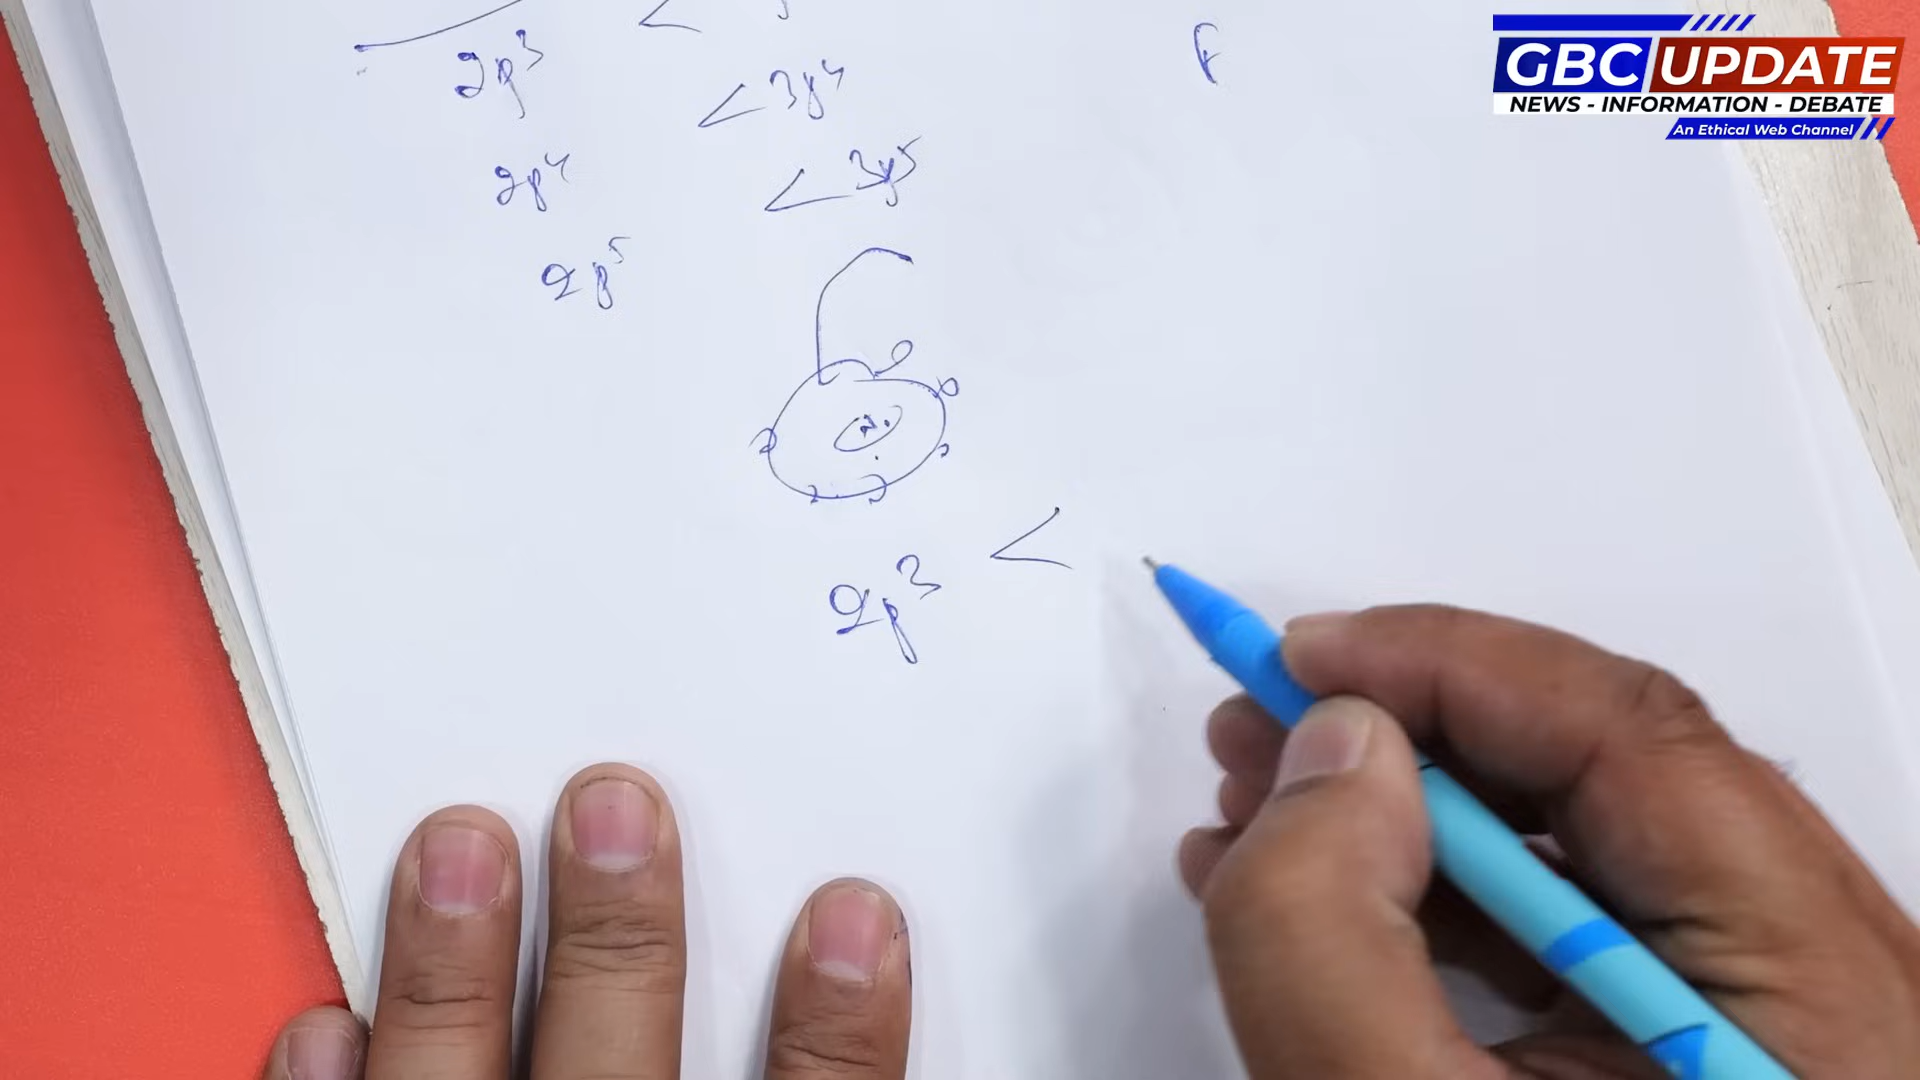 GBC UPDATE
NEWS - INFORMATION - DEBATE
An Ethical Web Channel
2p³ <
< 3p⁴
2p⁴
< 3p⁵
2p⁵
2p³ <